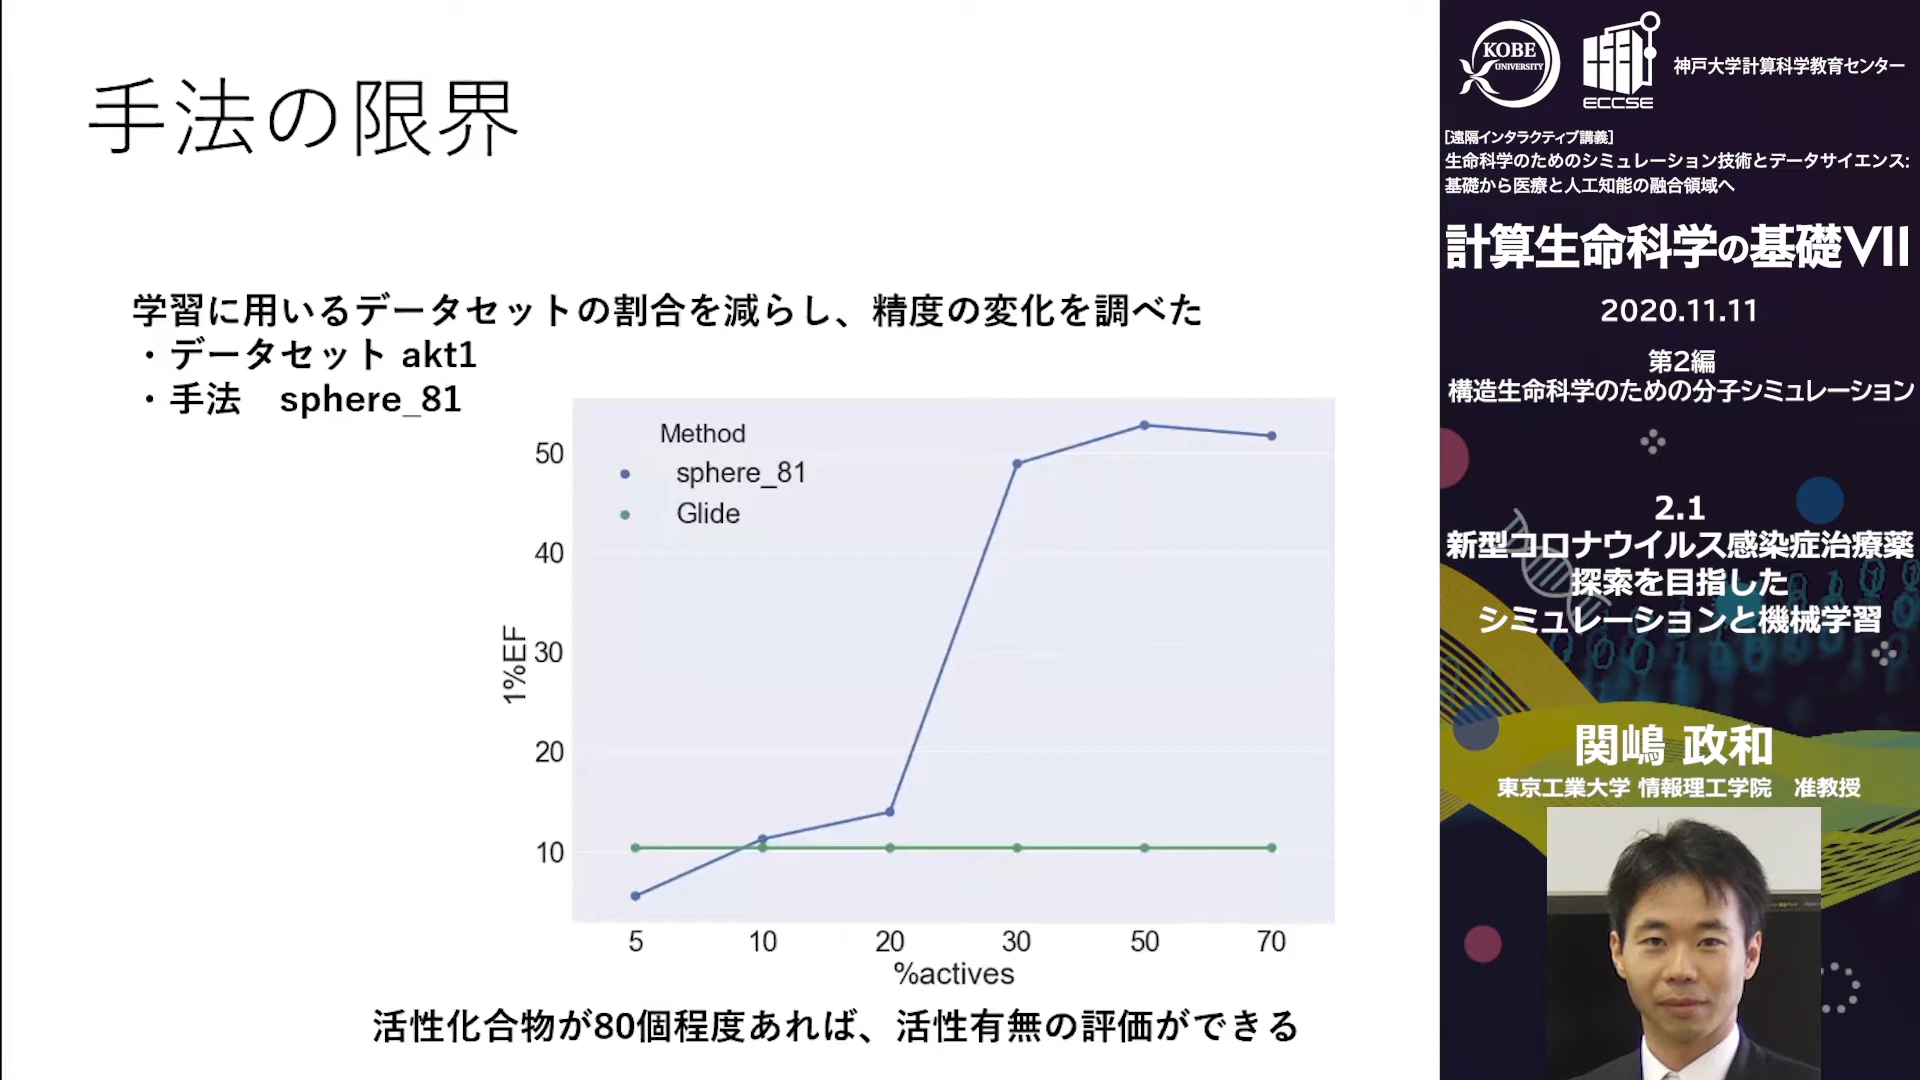 手法の限界
学習に用いるデータセットの割合を減らし、精度の変化を調べた
・データセット akt1
・手法　sphere_81
Method
sphere_81
Glide
50
40
30
20
10
1%EF
5 10 20 30 50 70
%actives
活性化合物が80個程度あれば、活性有無の評価ができる
KOBE
UNIVERSITY
ECCSE
神戸大学計算科学教育センター
[遠隔インタラクティブ講義]
生命科学のためのシミュレーション技術とデータサイエンス:
基礎から医療と人工知能の融合領域へ
計算生命科学の基礎VII
2020.11.11
第2編
構造生命科学のための分子シミュレーション
2.1
新型コロナウイルス感染症治療薬
探索を目指した
シミュレーションと機械学習
関嶋 政和
東京工業大学 情報理工学院　准教授